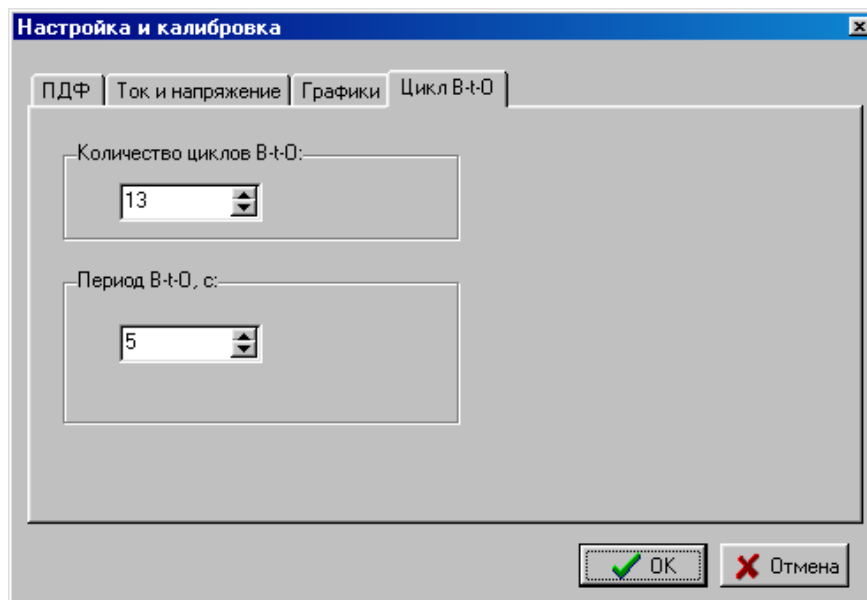 Настройка и калибровка
ПДФ Ток и напряжение Графики Цикл В-t-О
Количество циклов В-t-О:
13
Период В-t-О, с:
5
OK Отмена